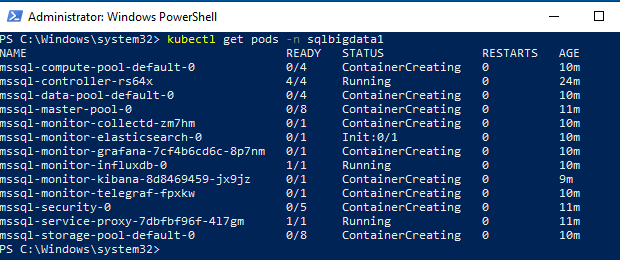 Administrator: Windows PowerShell
PS C:\Windows\system32> kubectl get pods -n sqlbigdata1
NAME READY STATUS RESTARTS AGE
mssql-compute-pool-default-0 0/4 ContainerCreating 0 10m
mssql-controller-rs64x 4/4 Running 0 24m
mssql-data-pool-default-0 0/4 ContainerCreating 0 10m
mssql-master-pool-0 0/8 ContainerCreating 0 11m
mssql-monitor-collectd-zm7hm 0/1 ContainerCreating 0 10m
mssql-monitor-elasticsearch-0 0/1 Init:0/1 0 10m
mssql-monitor-grafana-7cf4b6cd6c-8p7nm 0/1 ContainerCreating 0 10m
mssql-monitor-influxdb-0 1/1 Running 0 10m
mssql-monitor-kibana-8d8469459-jx9jz 0/1 ContainerCreating 0 9m
mssql-monitor-telegraf-fpxkw 0/1 ContainerCreating 0 10m
mssql-security-0 0/5 ContainerCreating 0 11m
mssql-service-proxy-7dbfbf96f-4l7gm 1/1 Running 0 11m
mssql-storage-pool-default-0 0/8 ContainerCreating 0 10m
PS C:\Windows\system32>